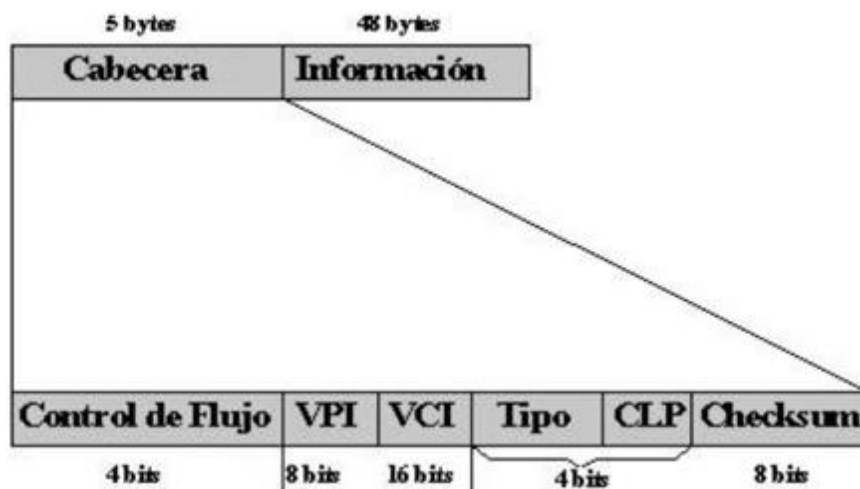 5 bytes 48 bytes
Cabecera Información
Control de Flujo VPI VCI Tipo CLP Checksum
4 bits 8 bits 16 bits 4 bits 8 bits